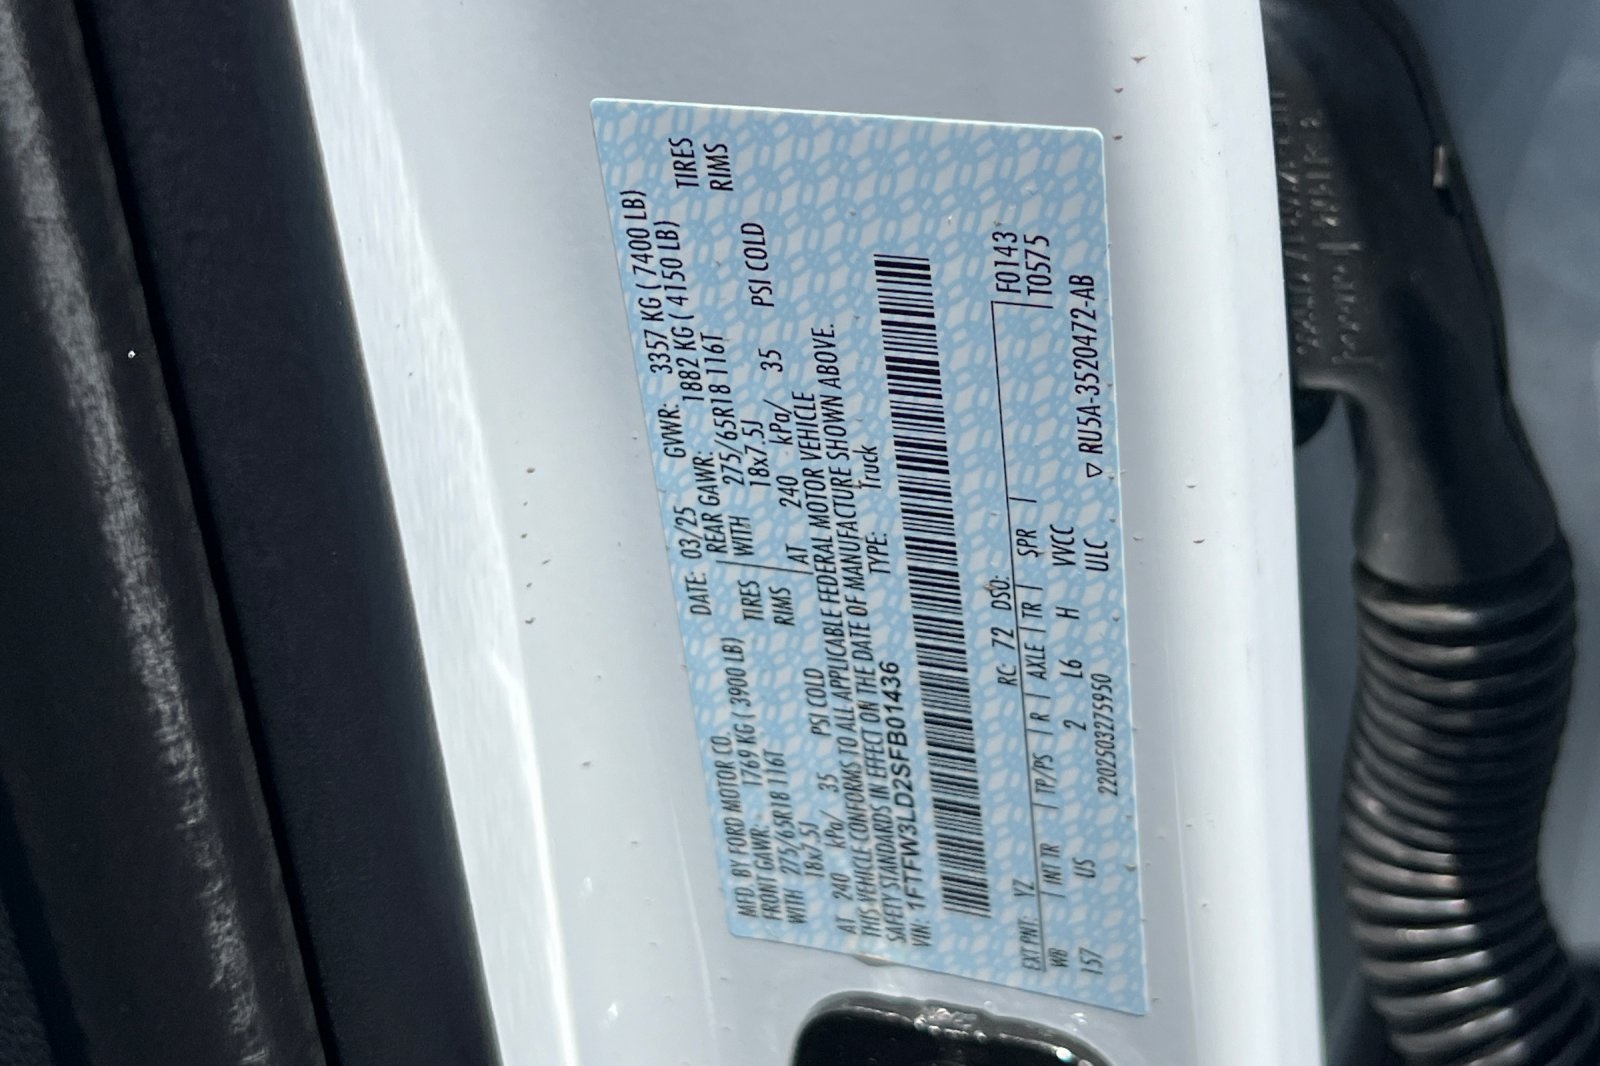 MFD. BY FORD MOTOR CO.
DATE: 03/25 GVWR: 3357 KG ( 7400 LB)
FRONT GAWR: 1769 KG ( 3900 LB) REAR GAWR: 1882 KG ( 4150 LB)
WITH 275/65R18 116T TIRES WITH 275/65R18 116T TIRES
18x7.5J RIMS 18x7.5J RIMS
AT 240 kPa/ 35 PSI COLD AT 240 kPa/ 35 PSI COLD
THIS VEHICLE CONFORMS TO ALL APPLICABLE FEDERAL MOTOR VEHICLE
SAFETY STANDARDS IN EFFECT ON THE DATE OF MANUFACTURE SHOWN ABOVE.
VIN: 1FTFW3LD2SFB01436 TYPE: Truck
EXT PNT: YZ RC: 72 DSO: F0143
WB INT TR TP/PS R AXLE TR SPR T0575
157 US 2 L6 H VVCC
220250327 5950 ULC ▽ RU5A-3520472-AB